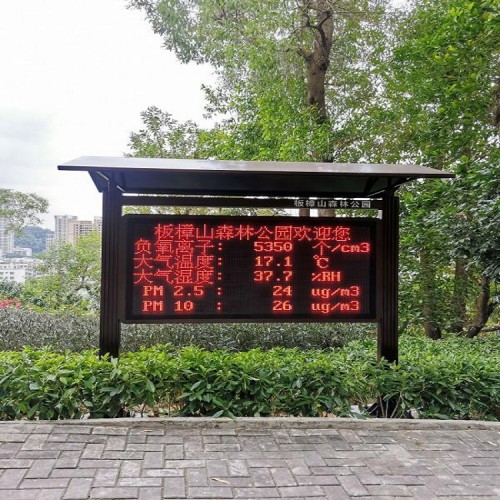 板樟山森林公园
板樟山森林公园欢迎您
负氧离子: 5350 个/cm3
大气温度: 17.1 ℃
大气湿度: 37.7 %RH
PM 2.5 : 24 ug/m3
PM 10 : 26 ug/m3